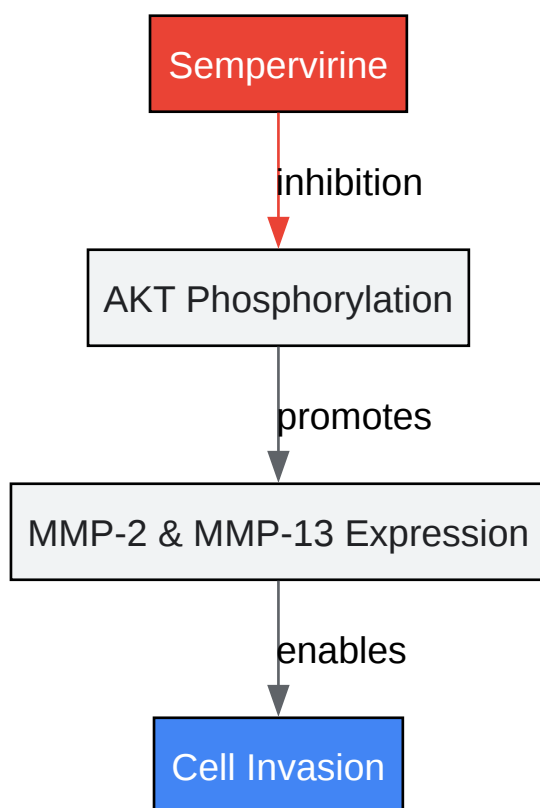 Sempervirine
inhibition
AKT Phosphorylation
promotes
MMP-2 & MMP-13 Expression
enables
Cell Invasion